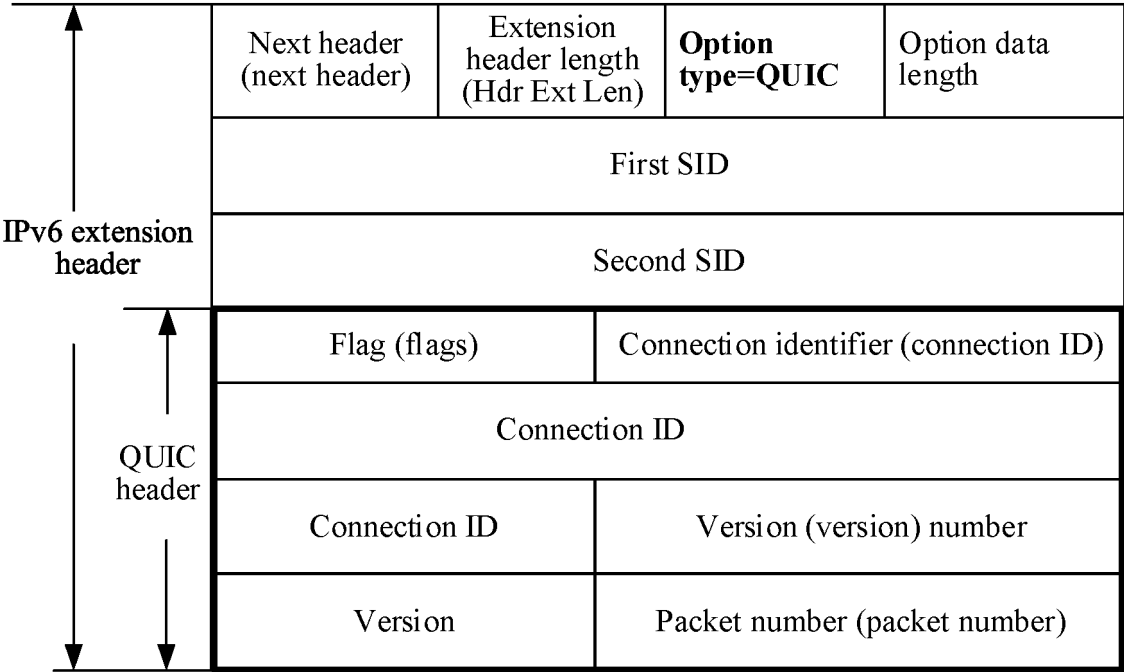 Next header
(next header)
Extension
header length
(Hdr Ext Len)
Option
type=QUIC
Option data
length
First SID
Second SID
IPv6 extension
header
Flag (flags)
Connection identifier (connection ID)
Connection ID
QUIC
header
Connection ID
Version (version) number
Version
Packet number (packet number)